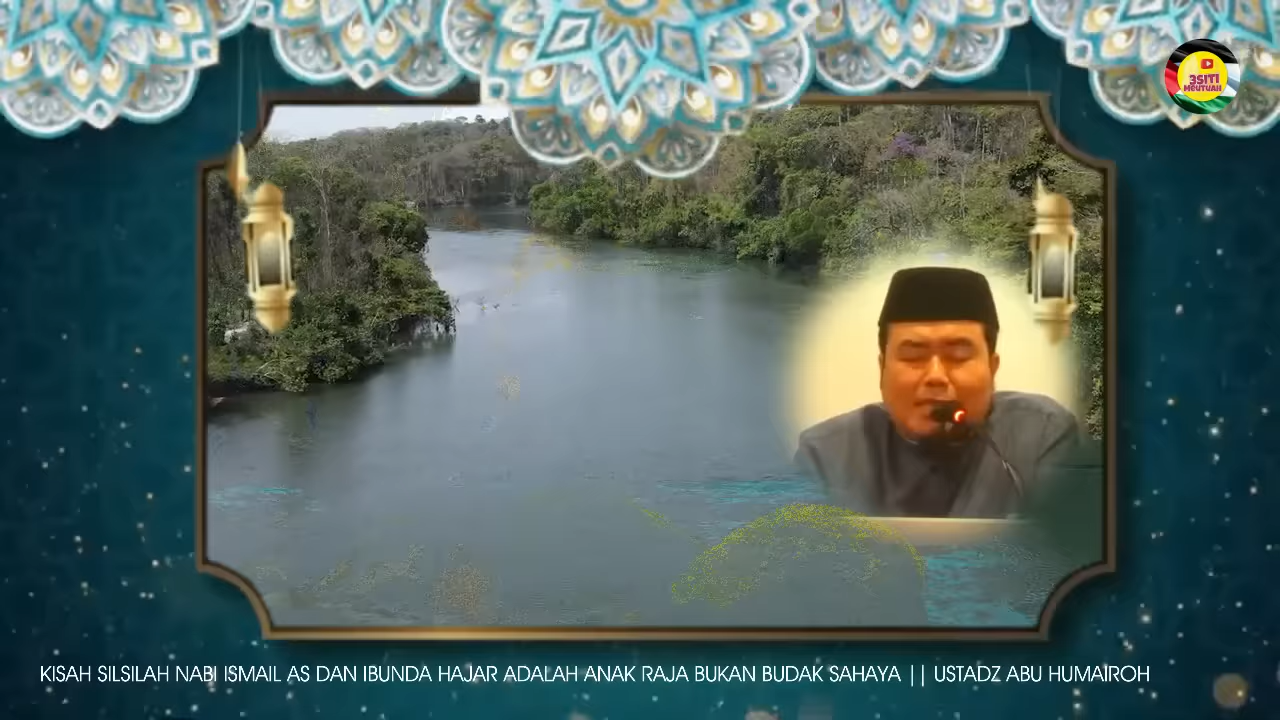 3SITI
MEUTUAH
KISAH SILSILAH NABI ISMAIL AS DAN IBUNDA HAJAR ADALAH ANAK RAJA BUKAN BUDAK SAHAYA || USTADZ ABU HUMAIROH